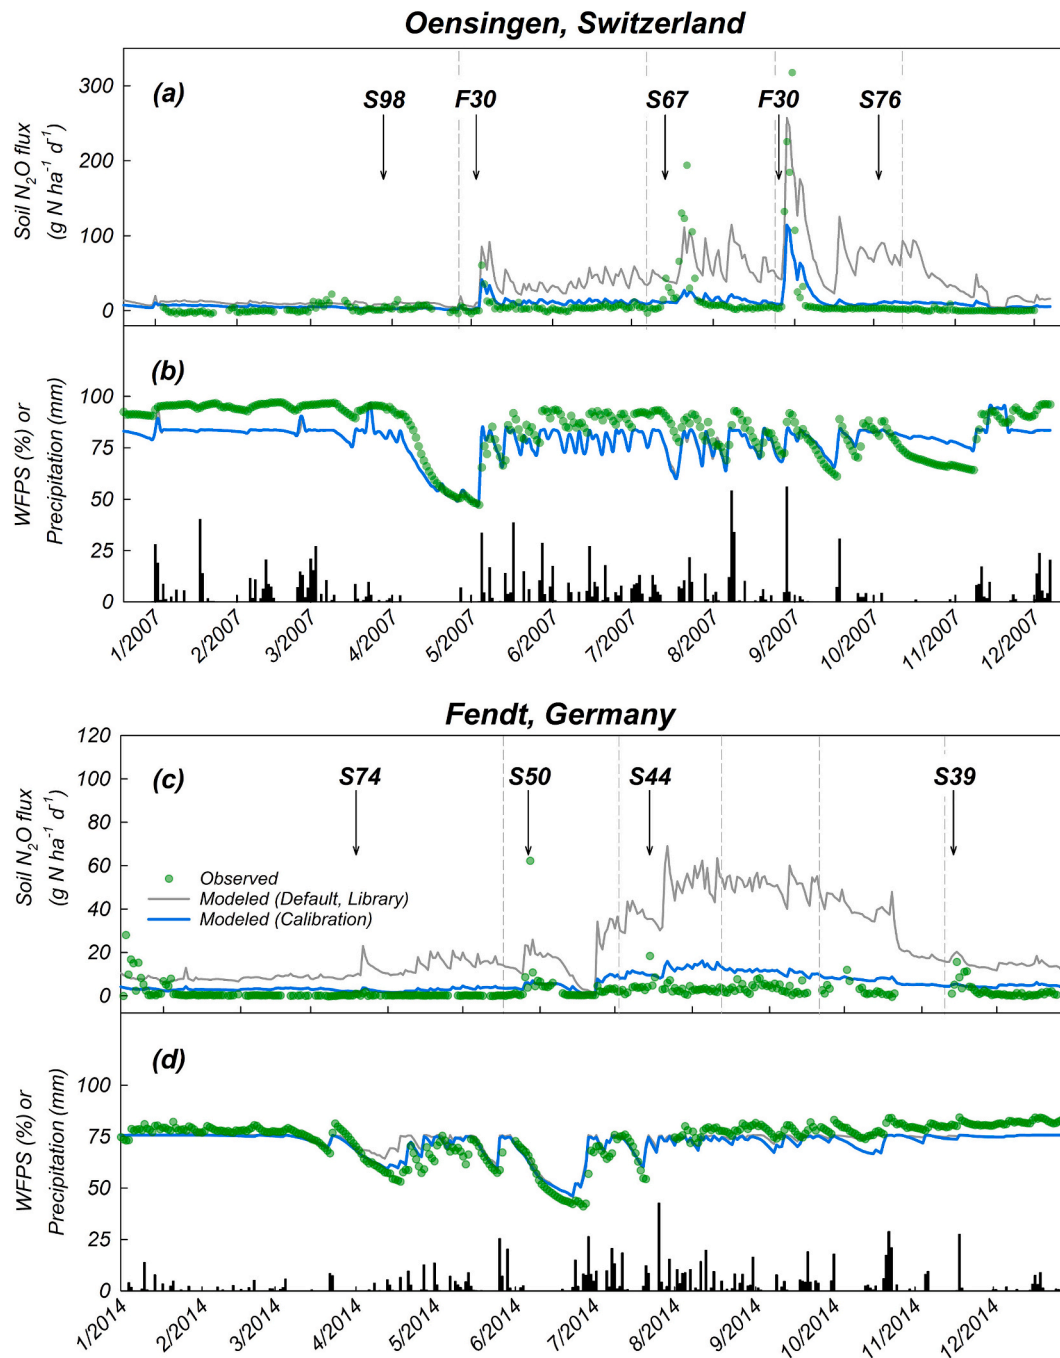 Oensingen, Switzerland
(a)
S98
F30
S67
F30
S76
Soil N₂O flux
(g N ha⁻¹ d⁻¹)
300
200
100
0
(b)
WFPS (%) or
Precipitation (mm)
100
75
50
25
0
1/2007
2/2007
3/2007
4/2007
5/2007
6/2007
7/2007
8/2007
9/2007
10/2007
11/2007
12/2007
Fendt, Germany
(c)
S74
S50
S44
S39
Soil N₂O flux
(g N ha⁻¹ d⁻¹)
120
100
80
60
40
20
0
Observed
Modeled (Default, Library)
Modeled (Calibration)
(d)
WFPS (%) or
Precipitation (mm)
100
75
50
25
0
1/2014
2/2014
3/2014
4/2014
5/2014
6/2014
7/2014
8/2014
9/2014
10/2014
11/2014
12/2014